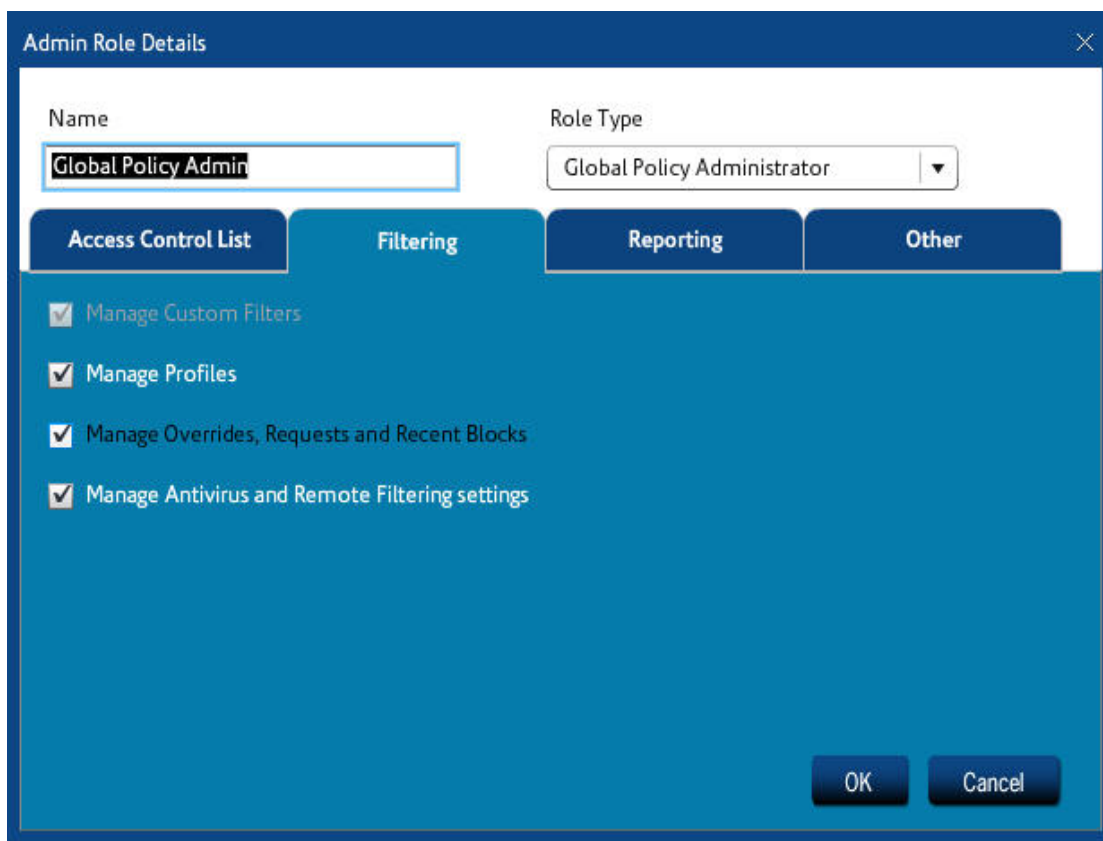 Admin Role Details
Name
Role Type
Global Policy Admin
Global Policy Administrator
Access Control List
Filtering
Reporting
Other
Manage Custom Filters
Manage Profiles
Manage Overrides, Requests and Recent Blocks
Manage Antivirus and Remote Filtering settings
OK
Cancel